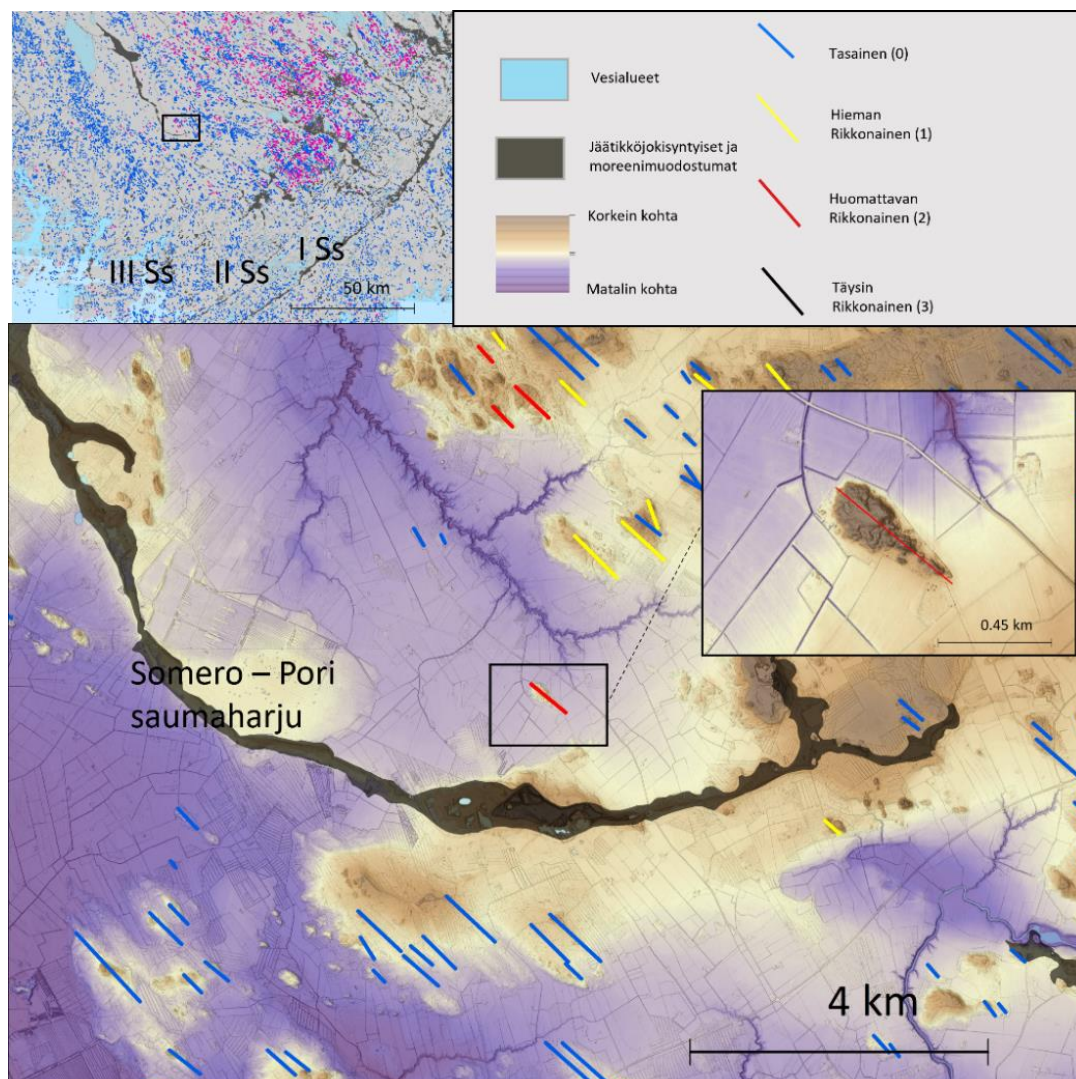 III Ss
II Ss
I Ss
50 km
Vesialueet
Jäätikköjokisyntyiset ja
moreenimuodostumat
Korkein kohta
Matalin kohta
Tasainen (0)
Hieman
Rikkonainen (1)
Huomattavan
Rikkonainen (2)
Täysin
Rikkonainen (3)
0.45 km
Somero – Pori
saumaharju
4 km